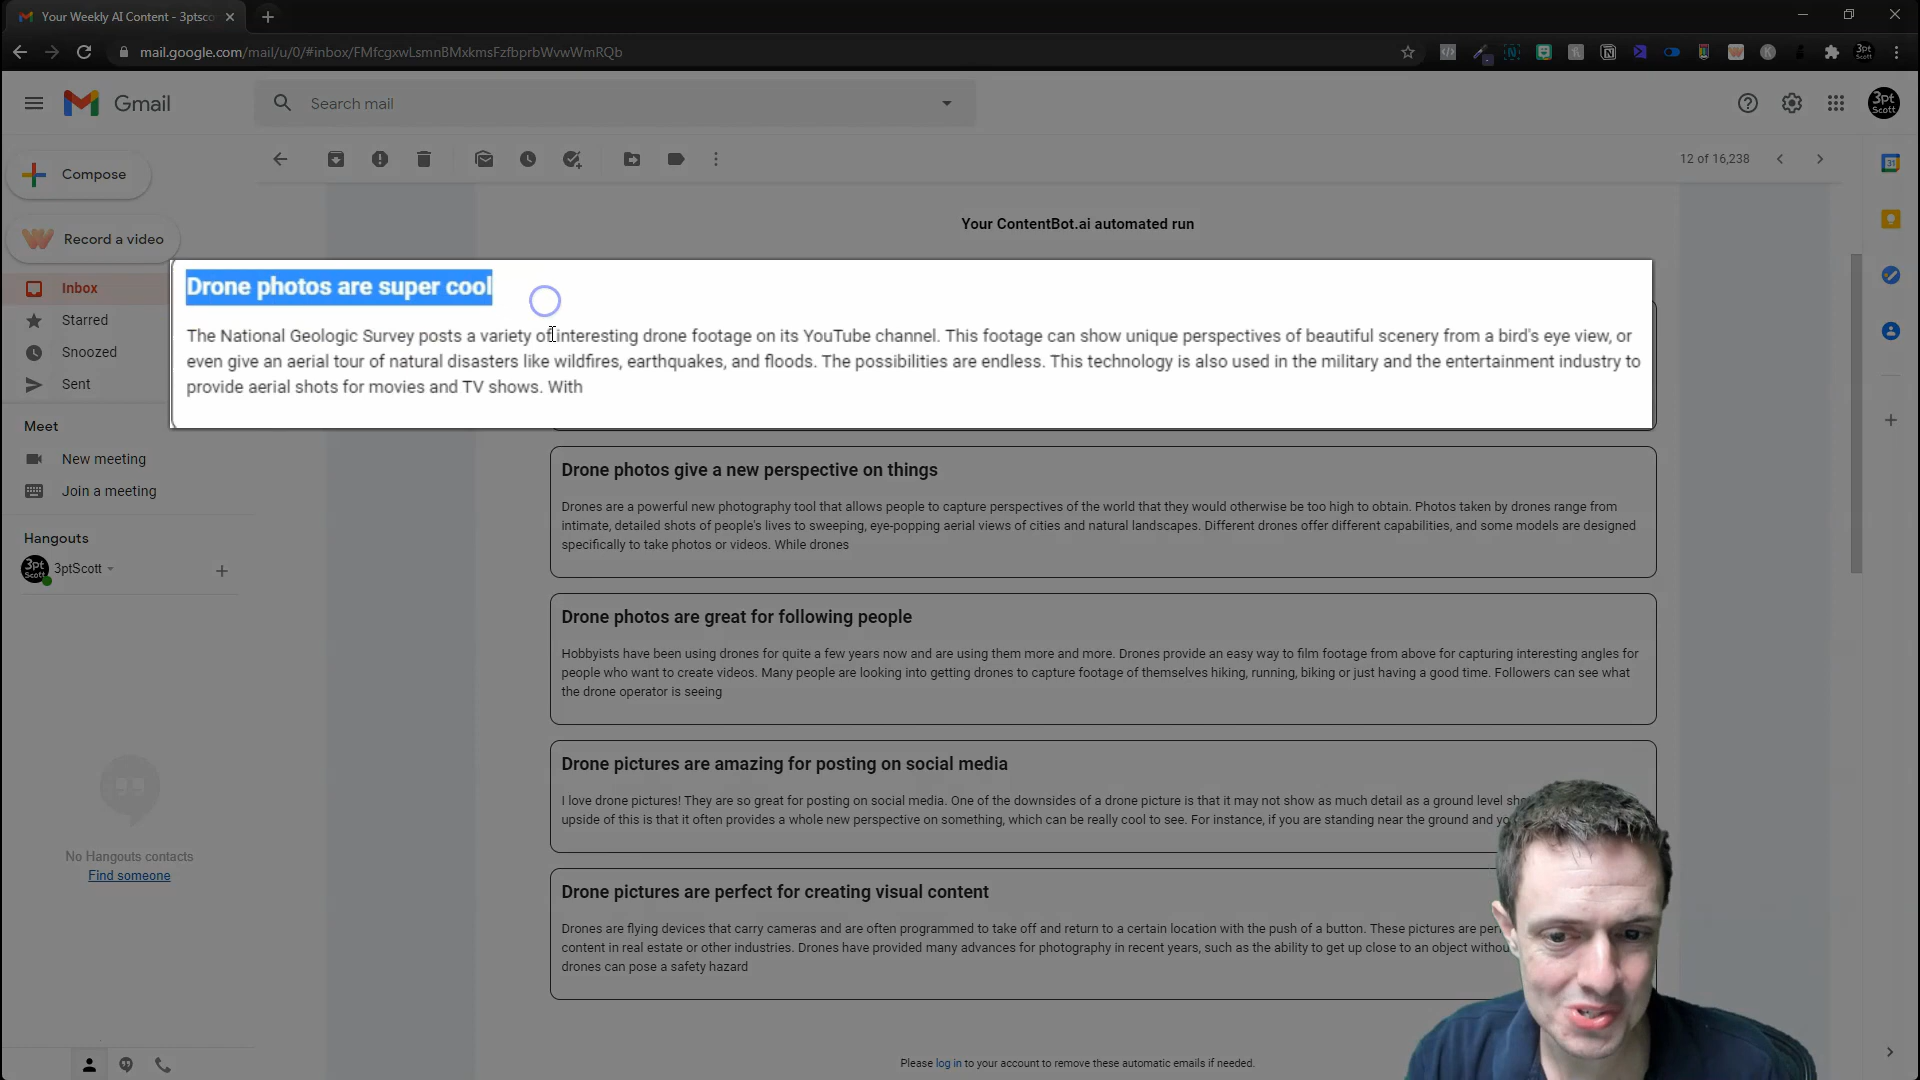 Your Weekly AI Content - 3ptsco
mail.google.com/mail/u/0/#inbox/FMfcgxwLsmnBMxkmsFzfbprbWvwWmRQb
3pt
Scott
Gmail
Search mail
3pt
Scott
Compose
12 of 16,238
31
Record a video
Your ContentBot.ai automated run
Inbox
Starred
Snoozed
Sent
Drone photos are super cool
The National Geologic Survey posts a variety of interesting drone footage on its YouTube channel. This footage can show unique perspectives of beautiful scenery from a bird's eye view, or
even give an aerial tour of natural disasters like wildfires, earthquakes, and floods. The possibilities are endless. This technology is also used in the military and the entertainment industry to
provide aerial shots for movies and TV shows. With
Meet
New meeting
Join a meeting
Hangouts
3pt
Scott
3ptScott
No Hangouts contacts
Find someone
Drone photos give a new perspective on things
Drones are a powerful new photography tool that allows people to capture perspectives of the world that they would otherwise be too high to obtain. Photos taken by drones range from
intimate, detailed shots of people's lives to sweeping, eye-popping aerial views of cities and natural landscapes. Different drones offer different capabilities, and some models are designed
specifically to take photos or videos. While drones
Drone photos are great for following people
Hobbyists have been using drones for quite a few years now and are using them more and more. Drones provide an easy way to film footage from above for capturing interesting angles for
people who want to create videos. Many people are looking into getting drones to capture footage of themselves hiking, running, biking or just having a good time. Followers can see what
the drone operator is seeing
Drone pictures are amazing for posting on social media
I love drone pictures! They are so great for posting on social media. One of the downsides of a drone picture is that it may not show as much detail as a ground level
upside of this is that it often provides a whole new perspective on something, which can be really cool to see. For instance, if you are standing near the ground and
Drone pictures are perfect for creating visual content
Drones are flying devices that carry cameras and are often programmed to take off and return to a certain location with the push of a button. These pictures are
content in real estate or other industries. Drones have provided many advances for photography in recent years, such as the ability to get up close to an object
drones can pose a safety hazard
Please log in to your account to remove these automatic emails if needed.